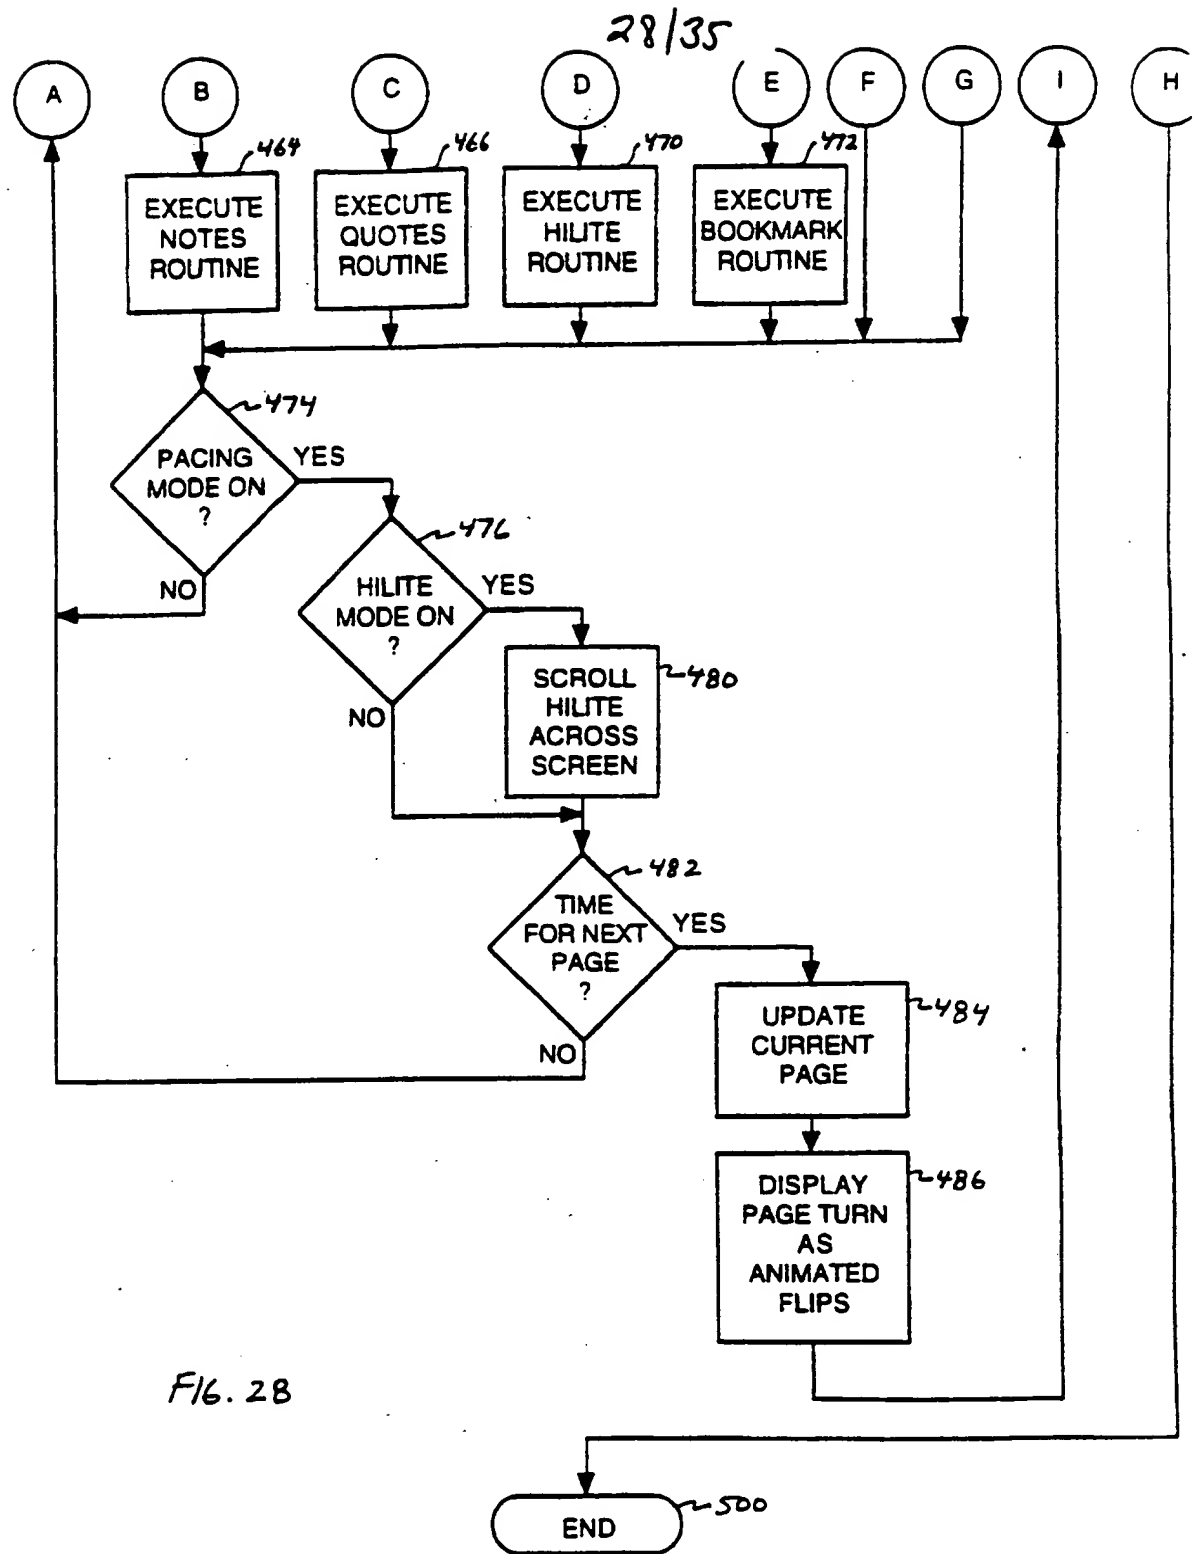 28/35
A
B
C
D
E
F
G
I
H
464
466
470
472
EXECUTE
NOTES
ROUTINE
EXECUTE
QUOTES
ROUTINE
EXECUTE
HILITE
ROUTINE
EXECUTE
BOOKMARK
ROUTINE
474
PACING
MODE ON
?
YES
NO
476
HILITE
MODE ON
?
YES
NO
SCROLL
HILITE
ACROSS
SCREEN
480
482
TIME
FOR NEXT
PAGE
?
YES
NO
UPDATE
CURRENT
PAGE
484
DISPLAY
PAGE TURN
AS
ANIMATED
FLIPS
486
FIG. 28
END
500